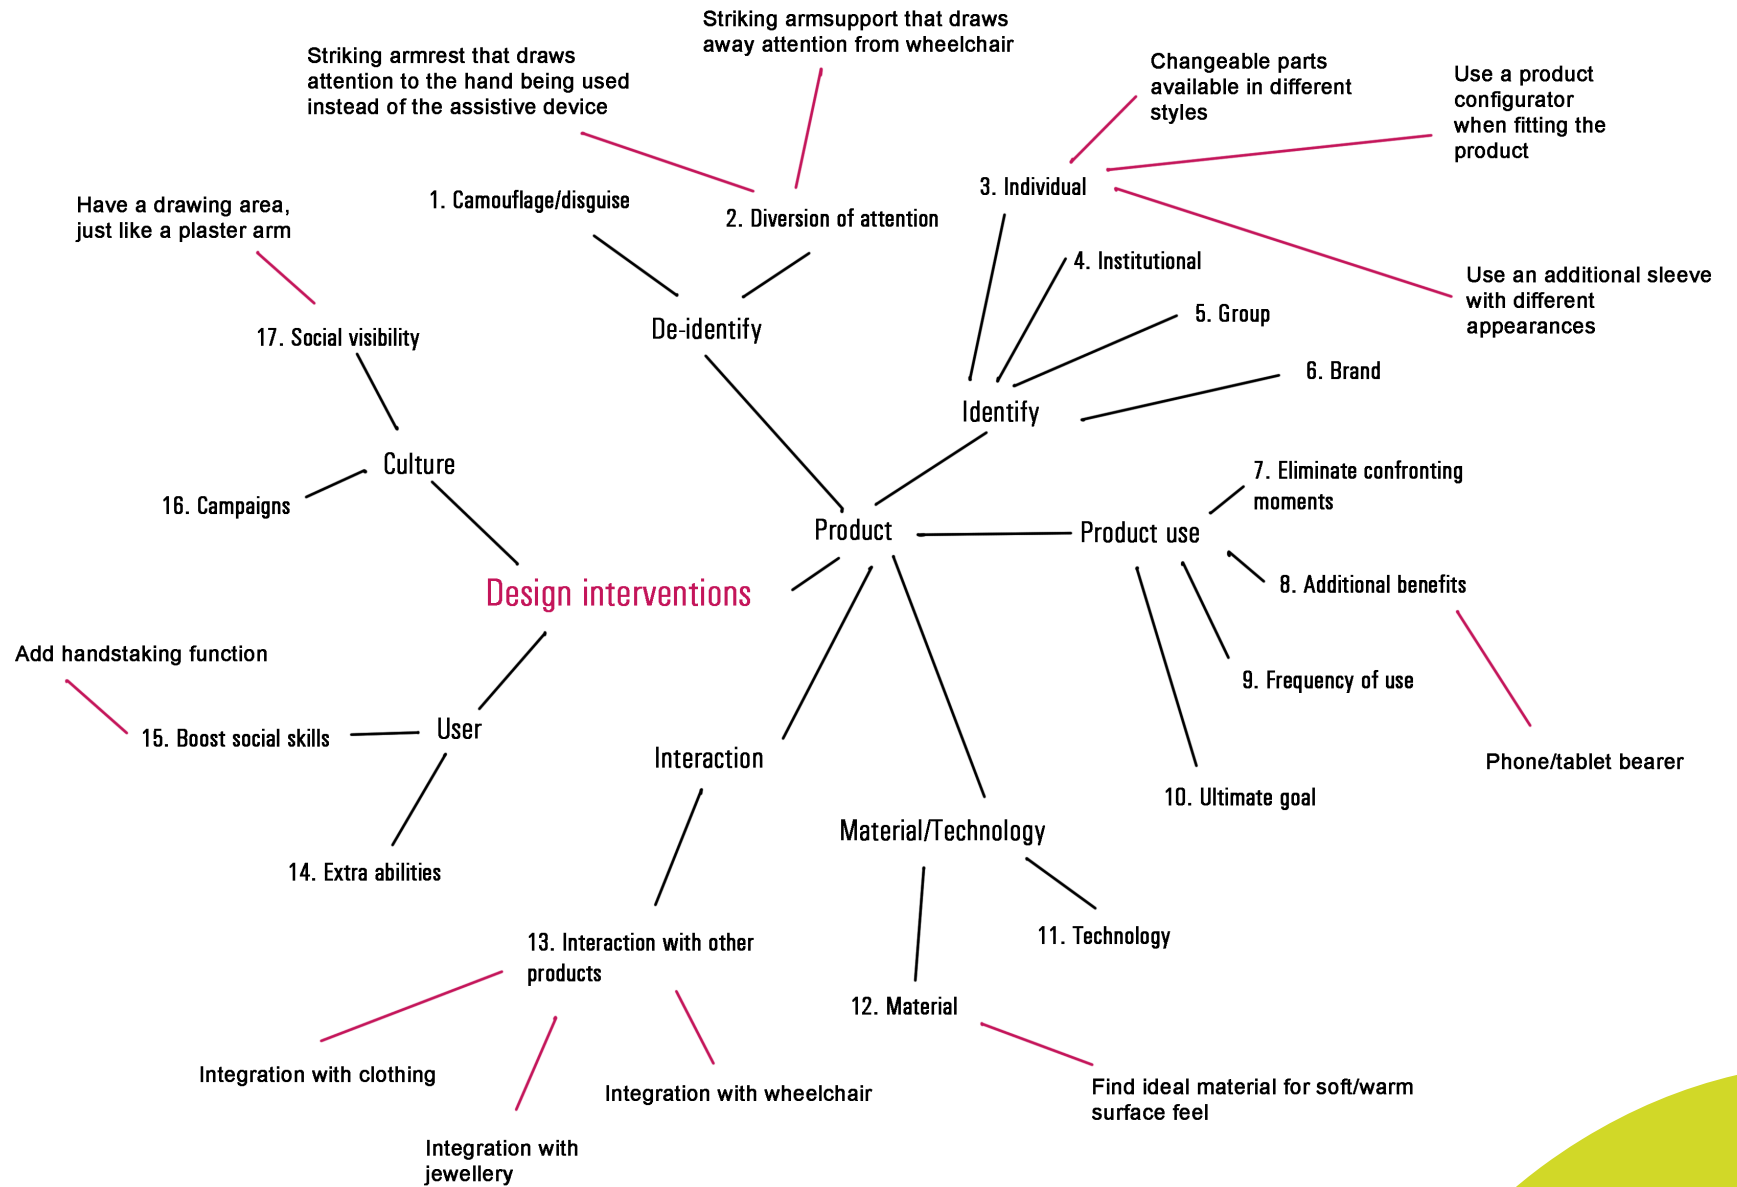 Striking armsupport that draws
away attention from wheelchair
Striking armrest that draws
attention to the hand being used
instead of the assistive device
Changeable parts
available in different
styles
Use a product
configurator
when fitting the
product
Have a drawing area,
just like a plaster arm
1. Camouflage/disguise
2. Diversion of attention
3. Individual
4. Institutional
Use an additional sleeve
with different
appearances
5. Group
17. Social visibility
De-identify
6. Brand
Identify
Culture
16. Campaigns
7. Eliminate confronting
moments
Product
Product use
Design interventions
8. Additional benefits
Add handstaking function
9. Frequency of use
15. Boost social skills
User
Interaction
Phone/tablet bearer
10. Ultimate goal
Material/Technology
14. Extra abilities
13. Interaction with other
products
11. Technology
12. Material
Integration with clothing
Integration with wheelchair
Find ideal material for soft/warm
surface feel
Integration with
jewellery